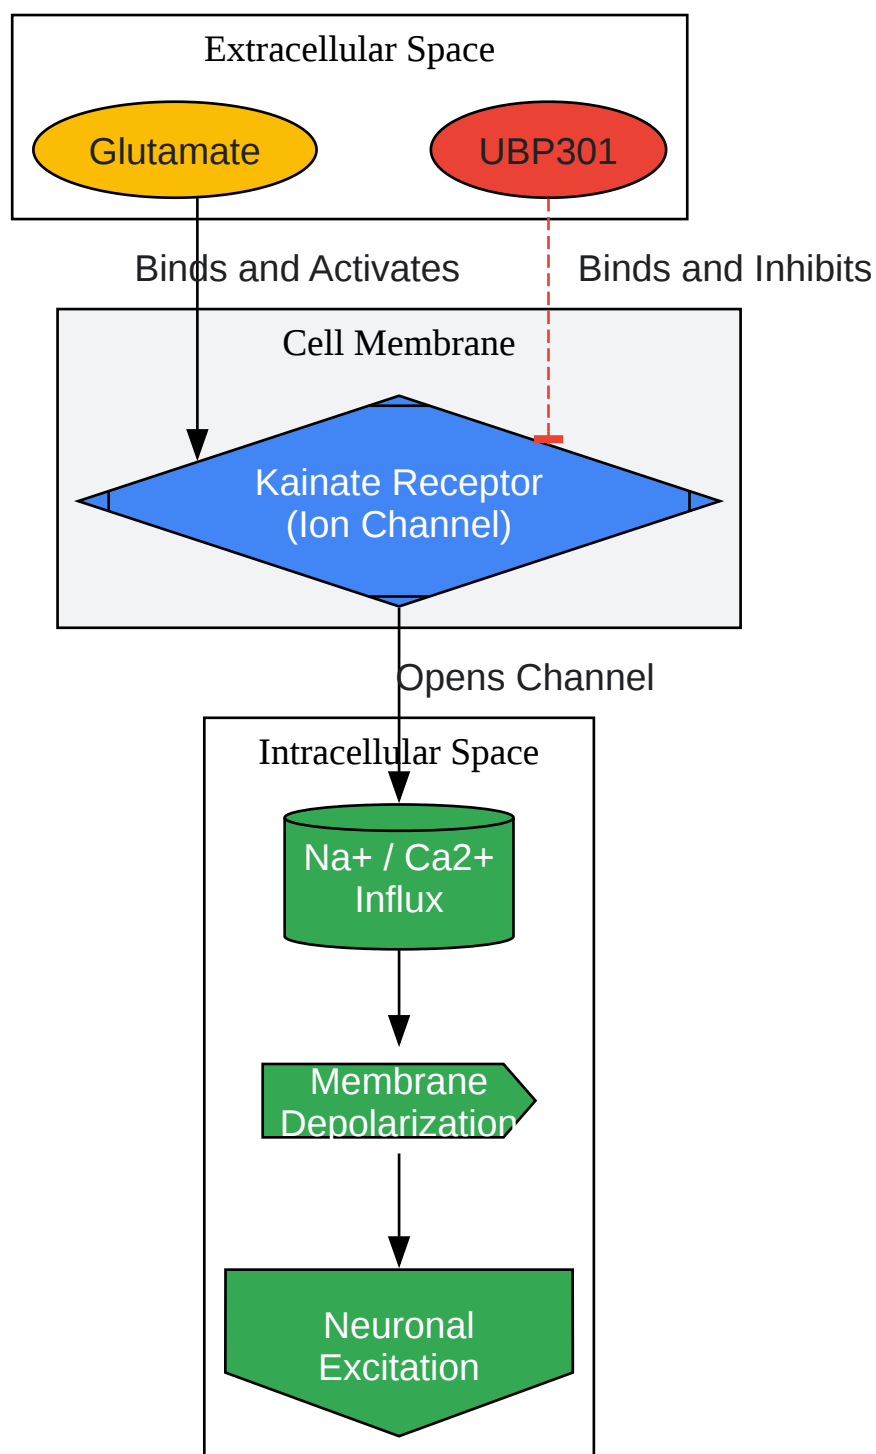 Extracellular Space
Glutamate
UBP301
Binds and Activates
Binds and Inhibits
Cell Membrane
Kainate Receptor
(Ion Channel)
Opens Channel
Intracellular Space
Na+ / Ca2+
Influx
Membrane
Depolarization
Neuronal
Excitation